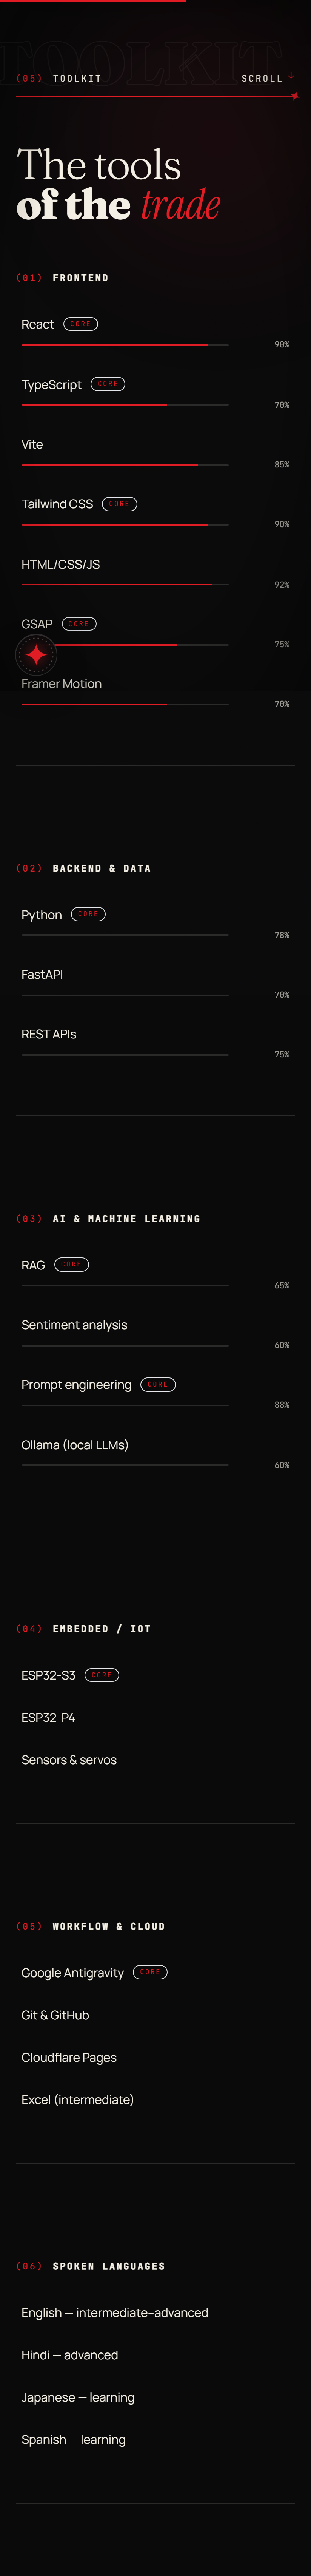 TOOLKIT
(05) TOOLKIT SCROLL ↓
The tools
of the trade
(01) FRONTEND
React CORE
90%
TypeScript CORE
70%
Vite
85%
Tailwind CSS CORE
90%
HTML/CSS/JS
92%
GSAP CORE
75%
Framer Motion
70%
(02) BACKEND & DATA
Python CORE
78%
FastAPI
70%
REST APIs
75%
(03) AI & MACHINE LEARNING
RAG CORE
65%
Sentiment analysis
60%
Prompt engineering CORE
88%
Ollama (local LLMs)
60%
(04) EMBEDDED / IOT
ESP32-S3 CORE
ESP32-P4
Sensors & servos
(05) WORKFLOW & CLOUD
Google Antigravity CORE
Git & GitHub
Cloudflare Pages
Excel (intermediate)
(06) SPOKEN LANGUAGES
English — intermediate–advanced
Hindi — advanced
Japanese — learning
Spanish — learning